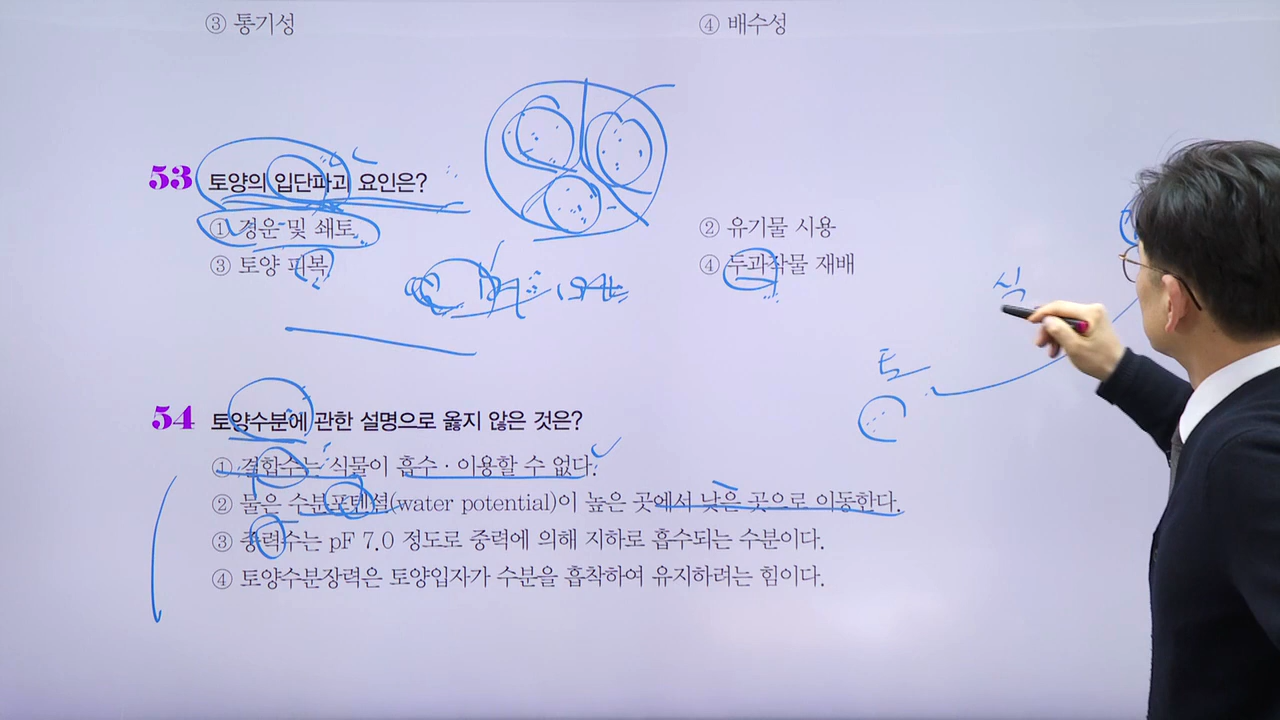 ③ 통기성
④ 배수성
53 토양의 입단파괴 요인은?
① 경운 및 쇄토
② 유기물 시용
③ 토양 피복
④ 두과작물 재배
식
토
54 토양수분에 관한 설명으로 옳지 않은 것은?
① 결합수는 식물이 흡수·이용할 수 없다.
② 물은 수분포텐셜(water potential)이 높은 곳에서 낮은 곳으로 이동한다.
③ 중력수는 pF 7.0 정도로 중력에 의해 지하로 흡수되는 수분이다.
④ 토양수분장력은 토양입자가 수분을 흡착하여 유지하려는 힘이다.